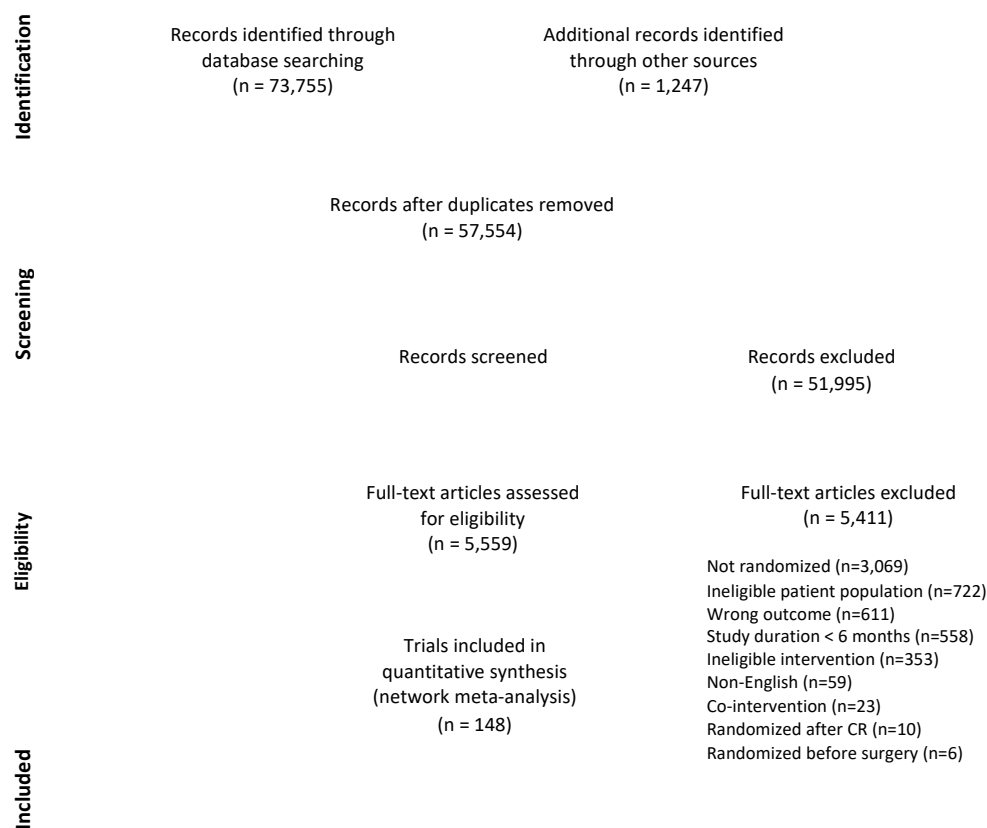 Identification
Records identified through
database searching
(n = 73,755)
Additional records identified
through other sources
(n = 1,247)
Records after duplicates removed
(n = 57,554)
Screening
Records screened
Records excluded
(n = 51,995)
Eligibility
Full-text articles assessed
for eligibility
(n = 5,559)
Full-text articles excluded
(n = 5,411)
Not randomized (n=3,069)
Ineligible patient population (n=722)
Wrong outcome (n=611)
Study duration < 6 months (n=558)
Ineligible intervention (n=353)
Non-English (n=59)
Co-intervention (n=23)
Randomized after CR (n=10)
Randomized before surgery (n=6)
Trials included in
quantitative synthesis
(network meta-analysis)
(n = 148)
Included